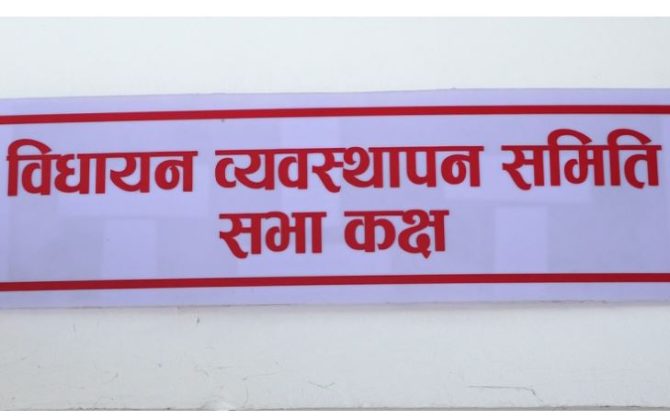 विधायन व्यवस्थापन समिति
सभा कक्ष